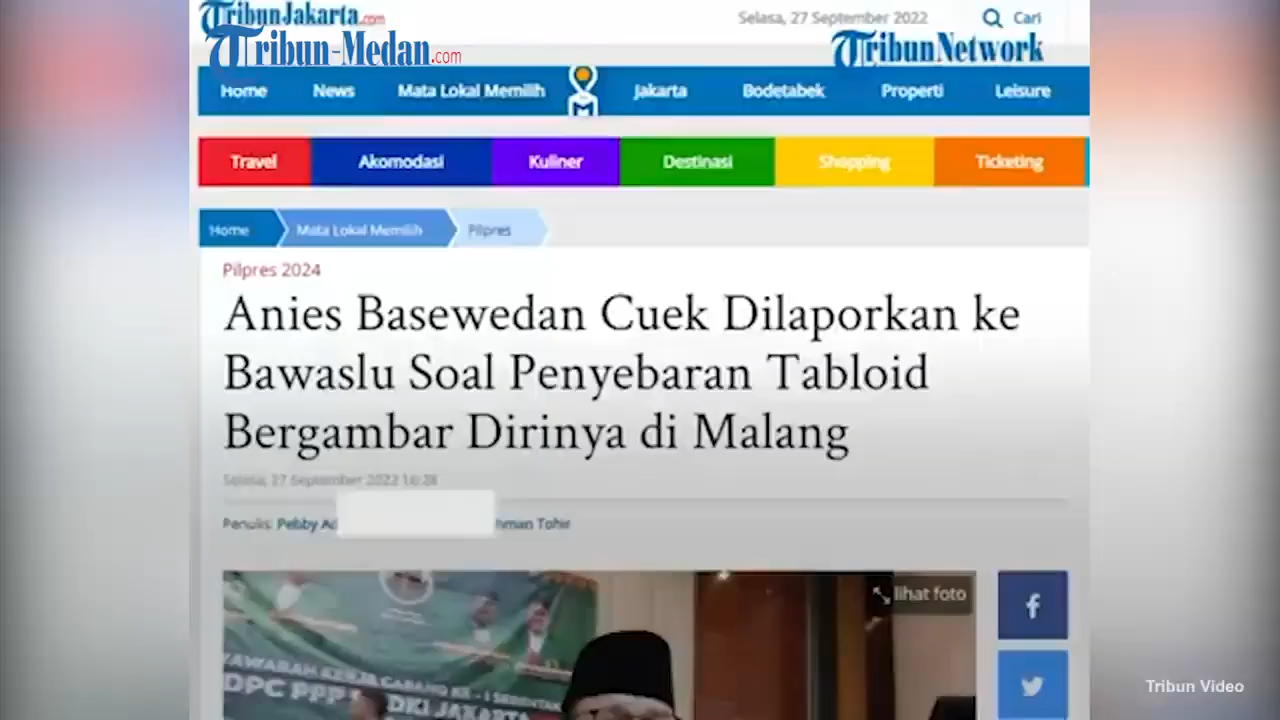 TribunJakarta.com
Selasa, 27 September 2022
Cari
Tribun-Medan.com
TribunNetwork
Home News Mata Lokal Memilih Jakarta Bodetabek Properti Leisure
Travel Akomodasi Kuliner Destinasi Shopping Ticketing
Home Mata Lokal Memilih Pilpres
Pilpres 2024
Anies Basewedan Cuek Dilaporkan ke
Bawaslu Soal Penyebaran Tabloid
Bergambar Dirinya di Malang
Selasa, 27 September 2022 16:28
Penulis: Pebby Ad hman Tohir
lihat foto
DPC PPP
DKI JAKARTA
Tribun Video